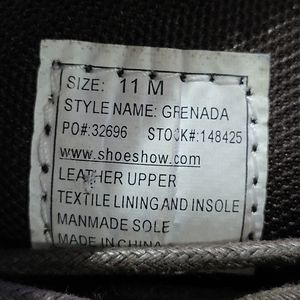 SIZE: 11 M
STYLE NAME: GRENADA
PO#:32696 STOCK#:148425
www.shoeshow.com
LEATHER UPPER
TEXTILE LINING AND INSOLE
MANMADE SOLE
MADE IN CHINA